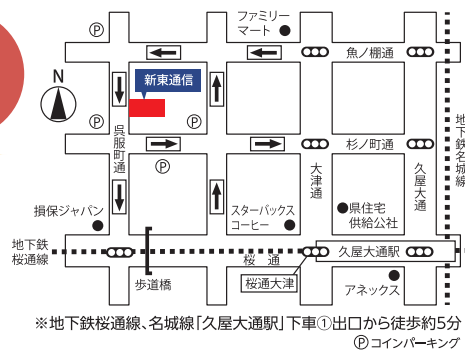 Ⓟ
ファミリー
マート
魚ノ棚通
N
新東通信
Ⓟ
Ⓟ
呉服町通
杉ノ町通
地下鉄名城線
Ⓟ
大津通
久屋大通
損保ジャパン
スターバックス
コーヒー
県住宅
供給公社
地下鉄
桜通線
桜 通
久屋大通駅
歩道橋
桜通大津
アネックス
※地下鉄桜通線、名城線「久屋大通駅」下車①出口から徒歩約5分
Ⓟコインパーキング